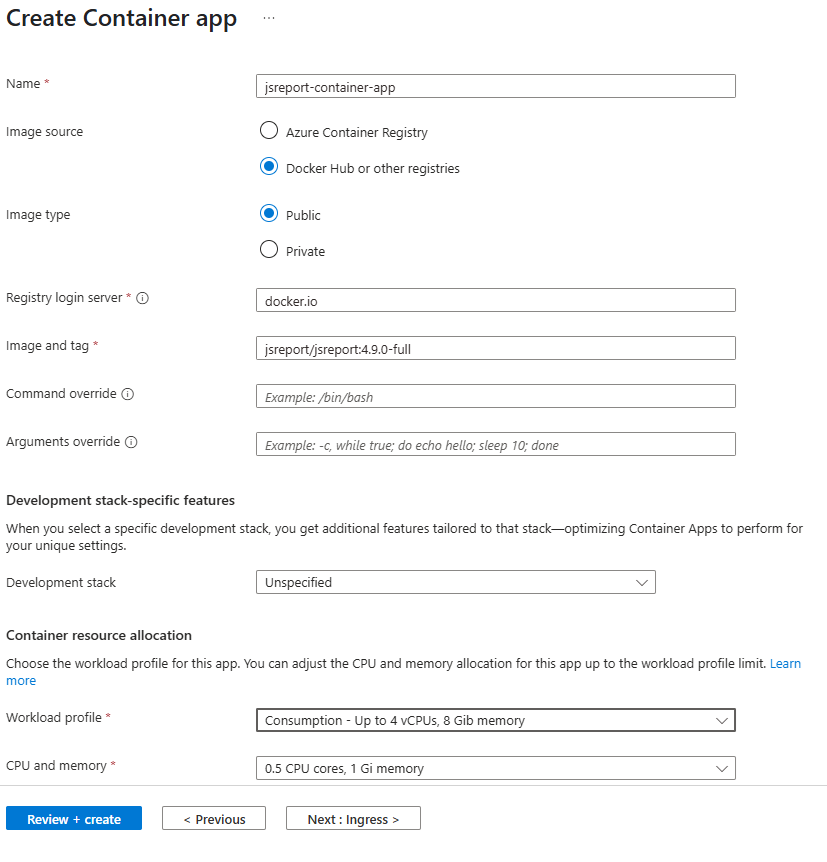 Create Container app ...
Name *
jsreport-container-app
Image source
Azure Container Registry
Docker Hub or other registries
Image type
Public
Private
Registry login server *
docker.io
Image and tag *
jsreport/jsreport:4.9.0-full
Command override
Example: /bin/bash
Arguments override
Example: -c, while true; do echo hello; sleep 10; done
Development stack-specific features
When you select a specific development stack, you get additional features tailored to that stack—optimizing Container Apps to perform for
your unique settings.
Development stack
Unspecified
Container resource allocation
Choose the workload profile for this app. You can adjust the CPU and memory allocation for this app up to the workload profile limit. Learn
more
Workload profile *
Consumption - Up to 4 vCPUs, 8 Gib memory
CPU and memory *
0.5 CPU cores, 1 Gi memory
Review + create
< Previous
Next : Ingress >